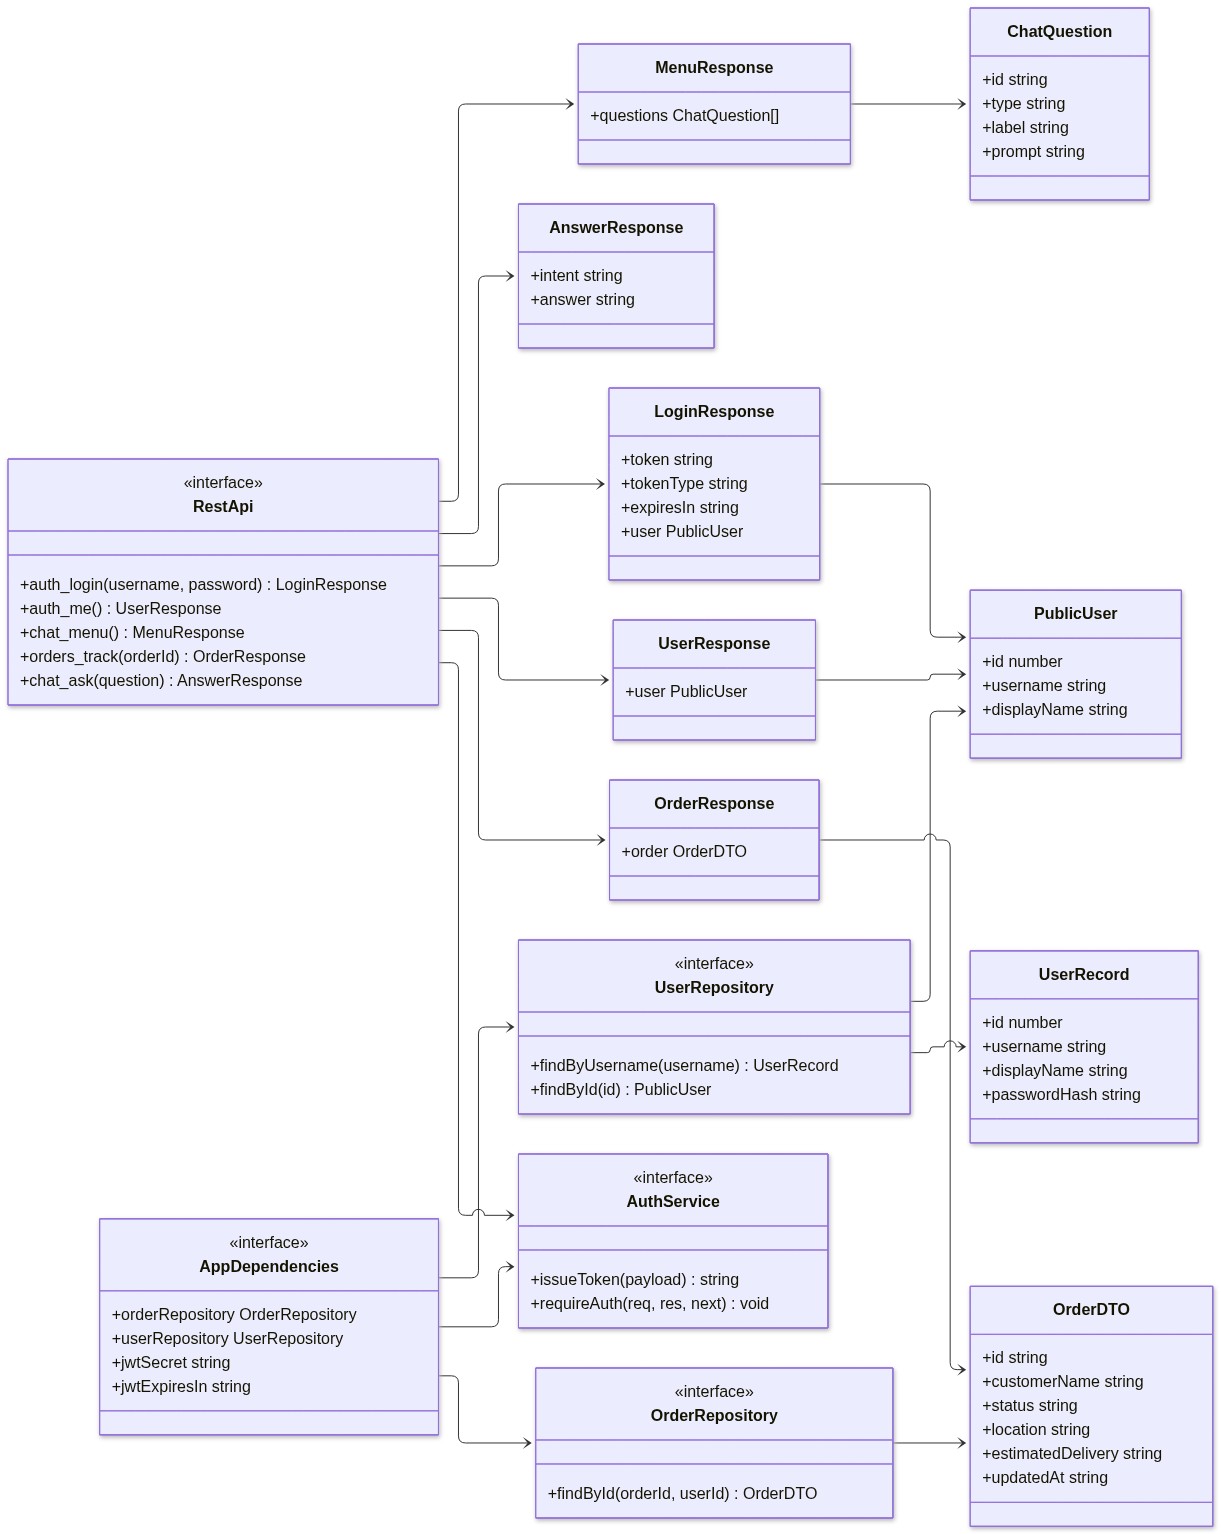 ChatQuestion
+id string
+type string
+label string
+prompt string
MenuResponse
+questions ChatQuestion[]
AnswerResponse
+intent string
+answer string
LoginResponse
+token string
+tokenType string
+expiresIn string
+user PublicUser
«interface»
RestApi
+auth_login(username, password) : LoginResponse
+auth_me() : UserResponse
+chat_menu() : MenuResponse
+orders_track(orderId) : OrderResponse
+chat_ask(question) : AnswerResponse
UserResponse
+user PublicUser
PublicUser
+id number
+username string
+displayName string
OrderResponse
+order OrderDTO
«interface»
UserRepository
+findByUsername(username) : UserRecord
+findById(id) : PublicUser
UserRecord
+id number
+username string
+displayName string
+passwordHash string
«interface»
AuthService
+issueToken(payload) : string
+requireAuth(req, res, next) : void
«interface»
AppDependencies
+orderRepository OrderRepository
+userRepository UserRepository
+jwtSecret string
+jwtExpiresIn string
«interface»
OrderRepository
+findById(orderId, userId) : OrderDTO
OrderDTO
+id string
+customerName string
+status string
+location string
+estimatedDelivery string
+updatedAt string